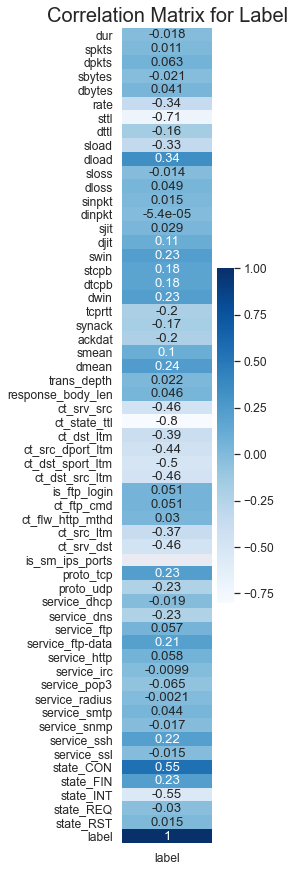 Correlation Matrix for Label
dur -0.018
spkts 0.011
dpkts 0.063
sbytes -0.021
dbytes 0.041
rate -0.34
sttl -0.71
dttl -0.16
sload -0.33
dload 0.34
sloss -0.014
dloss 0.049
sinpkt 0.015
dinpkt -5.4e-05
sjit 0.029
djit 0.11
swin 0.23
stcpb 0.18
dtcpb 0.18
dwin 0.23
tcprtt -0.2
synack -0.17
ackdat -0.2
smean 0.1
dmean 0.24
trans_depth 0.022
response_body_len 0.046
ct_srv_src -0.46
ct_state_ttl -0.8
ct_dst_ltm -0.39
ct_src_dport_ltm -0.44
ct_dst_sport_ltm -0.5
ct_dst_src_ltm -0.46
is_ftp_login 0.051
ct_ftp_cmd 0.051
ct_flw_http_mthd 0.03
ct_src_ltm -0.37
ct_srv_dst -0.46
is_sm_ips_ports
proto_tcp 0.23
proto_udp -0.23
service_dhcp -0.019
service_dns -0.23
service_ftp 0.057
service_ftp-data 0.21
service_http 0.058
service_irc -0.0099
service_pop3 -0.065
service_radius -0.0021
service_smtp 0.044
service_snmp -0.017
service_ssh 0.22
service_ssl -0.015
state_CON 0.55
state_FIN 0.23
state_INT -0.55
state_REQ -0.03
state_RST 0.015
label 1
label
1.00
0.75
0.50
0.25
0.00
-0.25
-0.50
-0.75